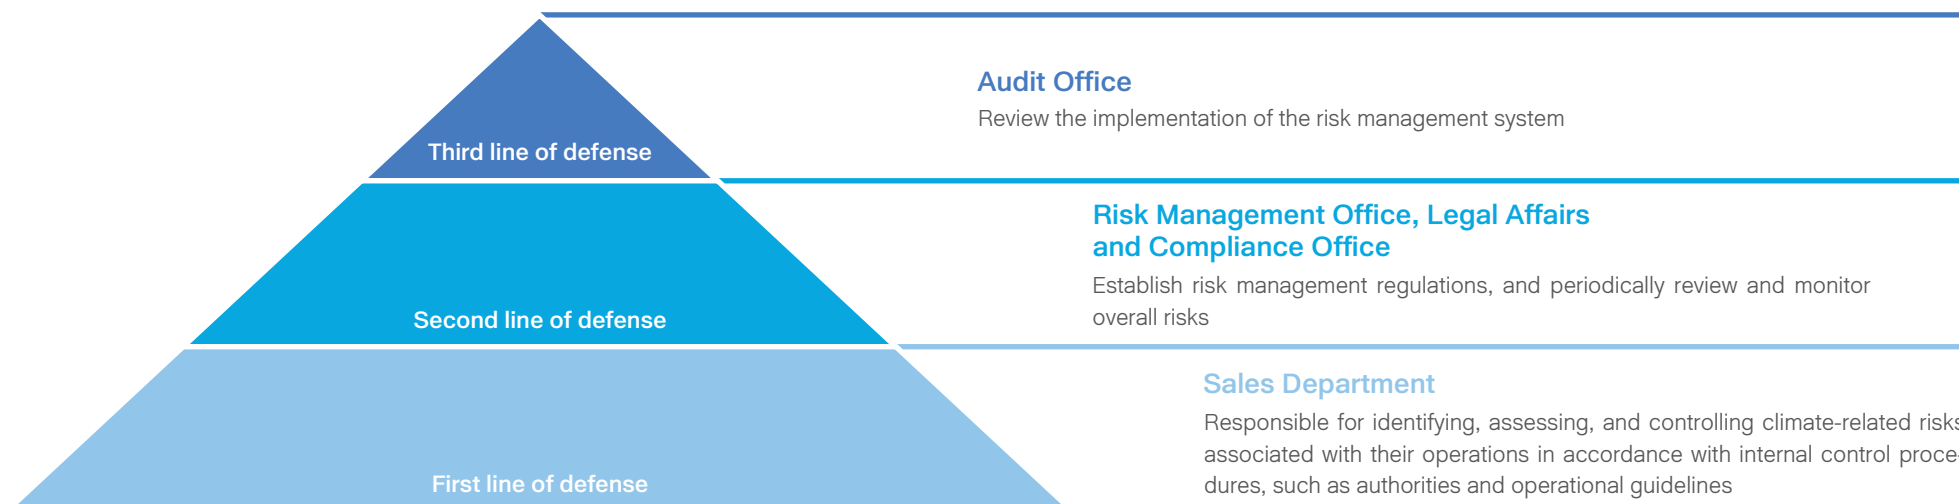 Audit Office
Review the implementation of the risk management system
Third line of defense
Risk Management Office, Legal Affairs
and Compliance Office
Establish risk management regulations, and periodically review and monitor
overall risks
Second line of defense
Sales Department
Responsible for identifying, assessing, and controlling climate-related risks
associated with their operations in accordance with internal control proce-
dures, such as authorities and operational guidelines
First line of defense